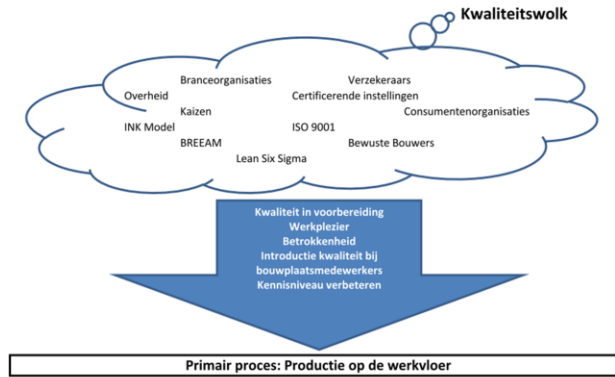 Kwaliteitswolk
Branceorganisaties Verzekeraars
Overheid Certificerende instellingen
Kaizen Consumentenorganisaties
INK Model ISO 9001
BREEAM Bewuste Bouwers
Lean Six Sigma
Kwaliteit in voorbereiding
Werkplezier
Betrokkenheid
Introductie kwaliteit bij
bouwplaatsmedewerkers
Kennisniveau verbeteren
Primair proces: Productie op de werkvloer